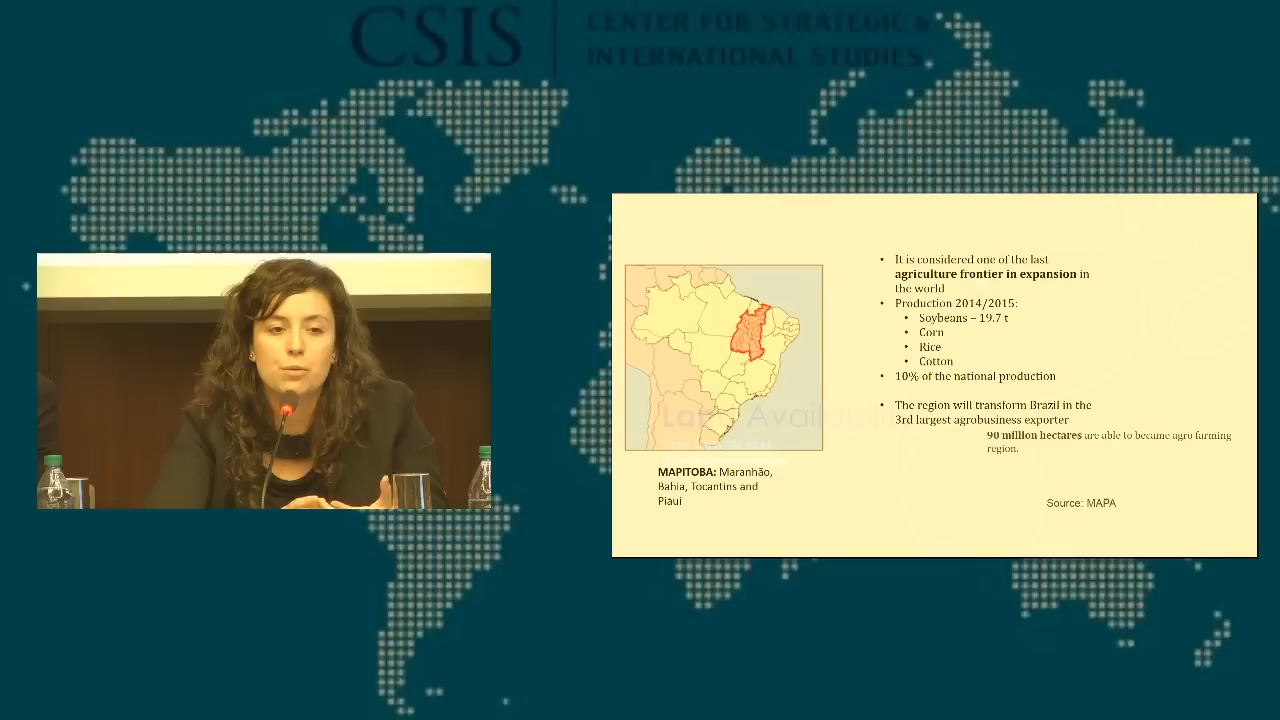 CSIS
CENTER FOR STRATEGIC &
INTERNATIONAL STUDIES
• It is considered one of the last
agriculture frontier in expansion in
the world
• Production 2014/2015:
• Soybeans – 19.7 t
• Corn
• Rice
• Cotton
• 10% of the national production
• The region will transform Brazil in the
3rd largest agrobusiness exporter
90 million hectares are able to became agro farming
region.
MAPITOBA: Maranhão,
Bahia, Tocantins and
Piaui
Source: MAPA